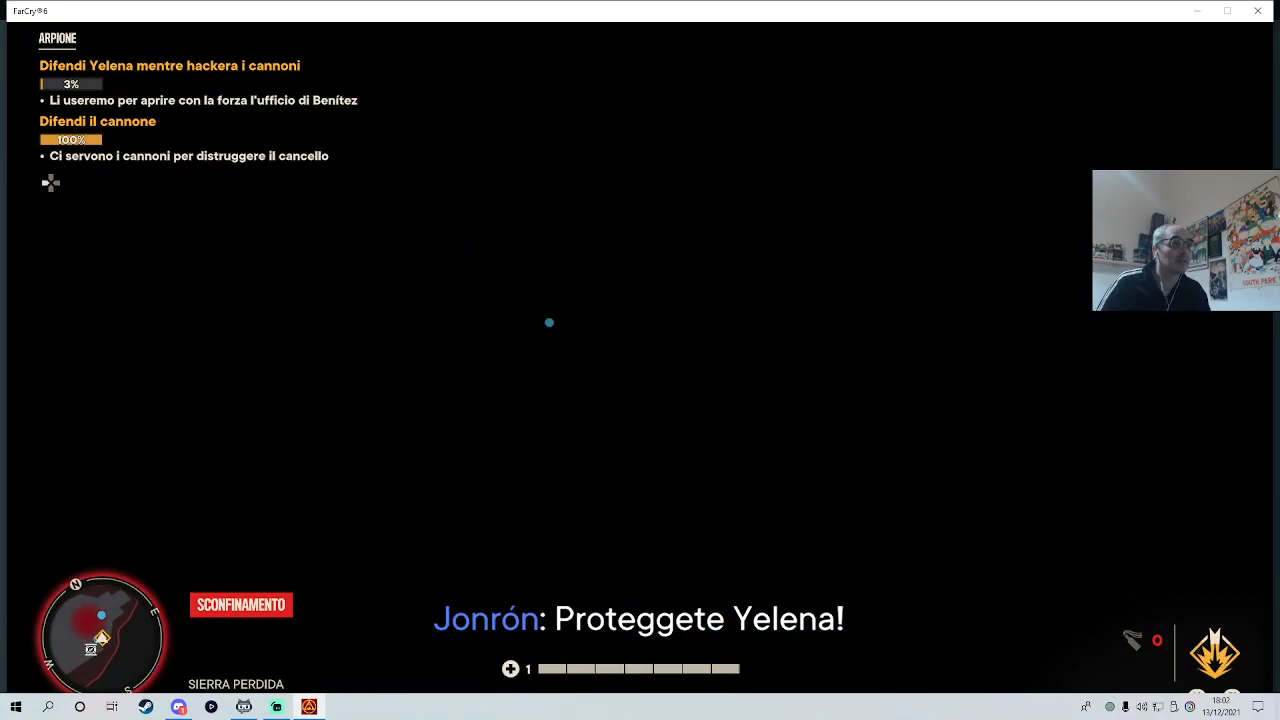 FarCry®6
ARPIONE
Difendi Yelena mentre hackera i cannoni
3%
• Li useremo per aprire con la forza l'ufficio di Benítez
Difendi il cannone
100%
• Ci servono i cannoni per distruggere il cancello
SOUTH PARK
N
E
W
S
SCONFINAMENTO
Jonrón: Proteggete Yelena!
0
1
SIERRA PERDIDA
18:02
13/12/2021